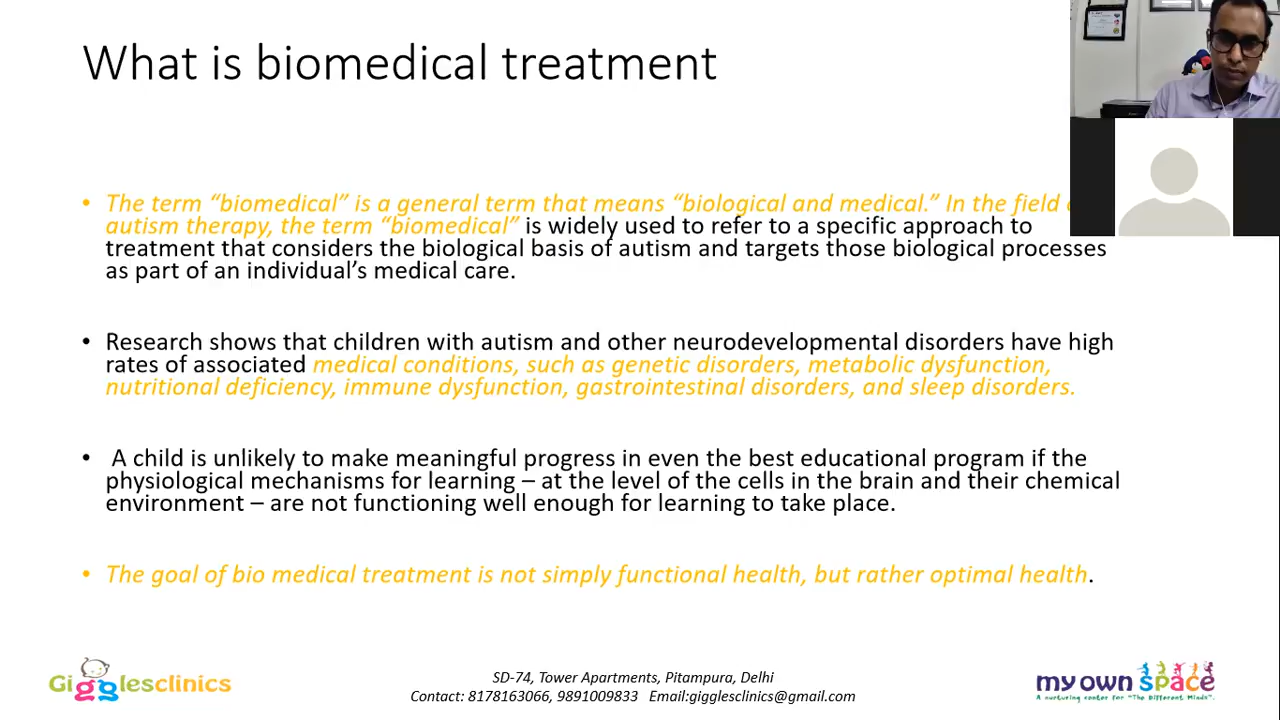 What is biomedical treatment
• The term “biomedical” is a general term that means “biological and medical.” In the field
autism therapy, the term “biomedical” is widely used to refer to a specific approach to
treatment that considers the biological basis of autism and targets those biological processes
as part of an individual’s medical care.
• Research shows that children with autism and other neurodevelopmental disorders have high
rates of associated medical conditions, such as genetic disorders, metabolic dysfunction,
nutritional deficiency, immune dysfunction, gastrointestinal disorders, and sleep disorders.
• A child is unlikely to make meaningful progress in even the best educational program if the
physiological mechanisms for learning – at the level of the cells in the brain and their chemical
environment – are not functioning well enough for learning to take place.
• The goal of bio medical treatment is not simply functional health, but rather optimal health.
Gigglesclinics
SD-74, Tower Apartments, Pitampura, Delhi
Contact: 8130163066, 9891009833 Email:gigglesclinics@gmail.com
my own space
A nurturing center for "The Different Minds".